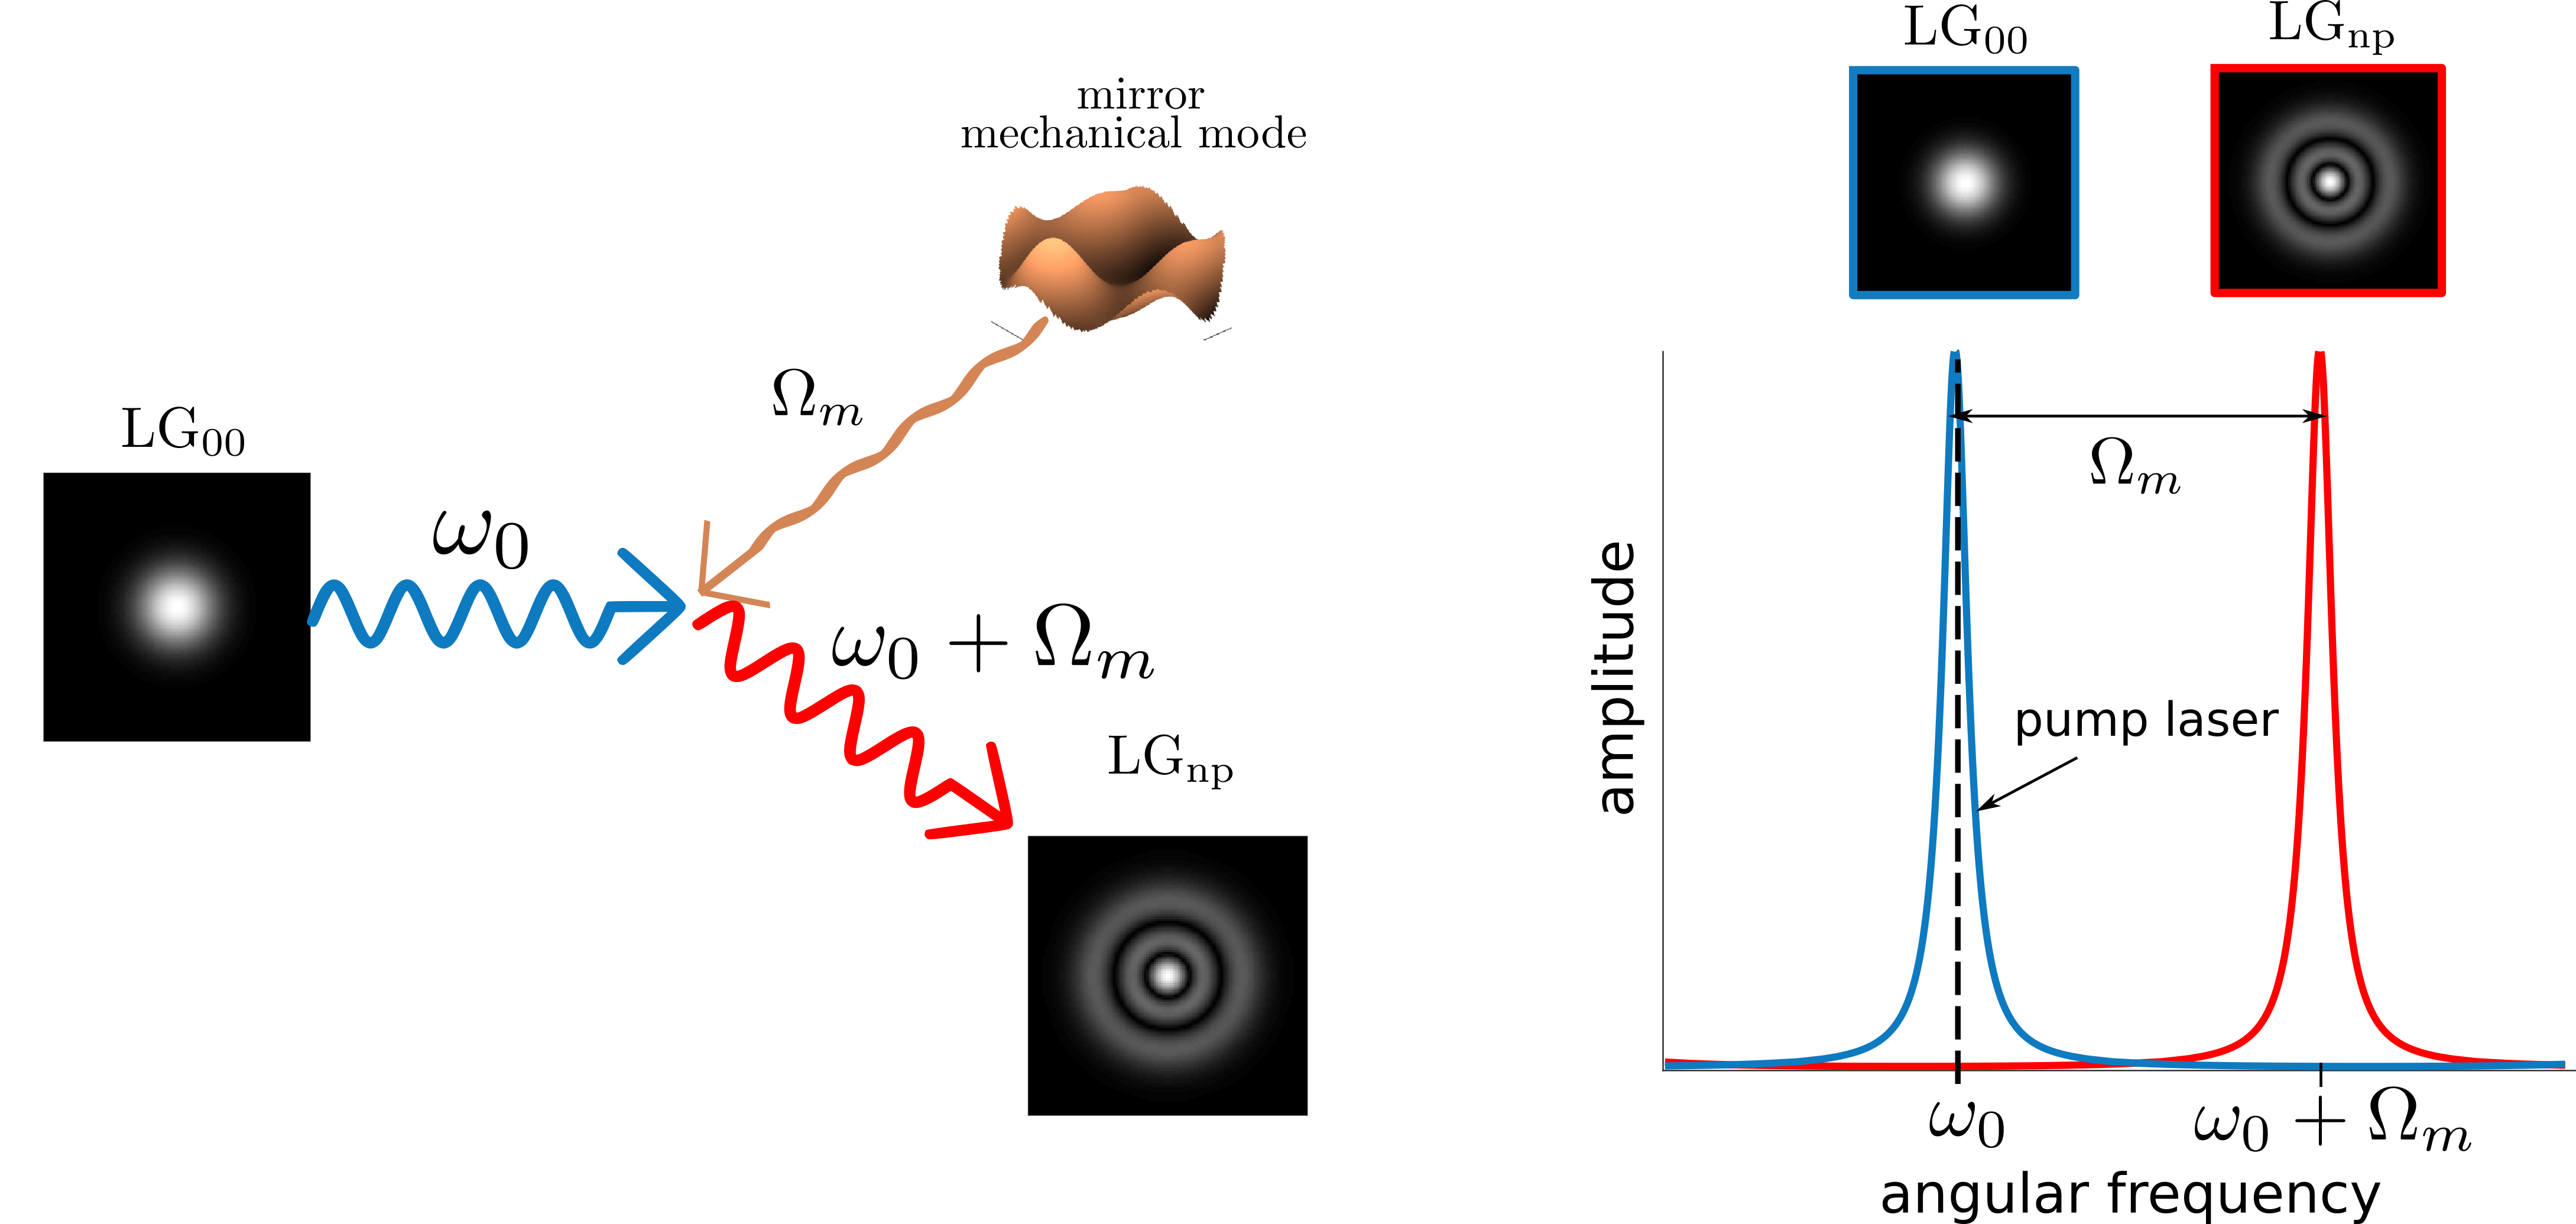 mirror
mechanical mode
Ωₘ
LG₀₀
ω₀
ω₀ + Ωₘ
LGₙₚ
LG₀₀
LGₙₚ
Ωₘ
pump laser
amplitude
ω₀
ω₀ + Ωₘ
angular frequency